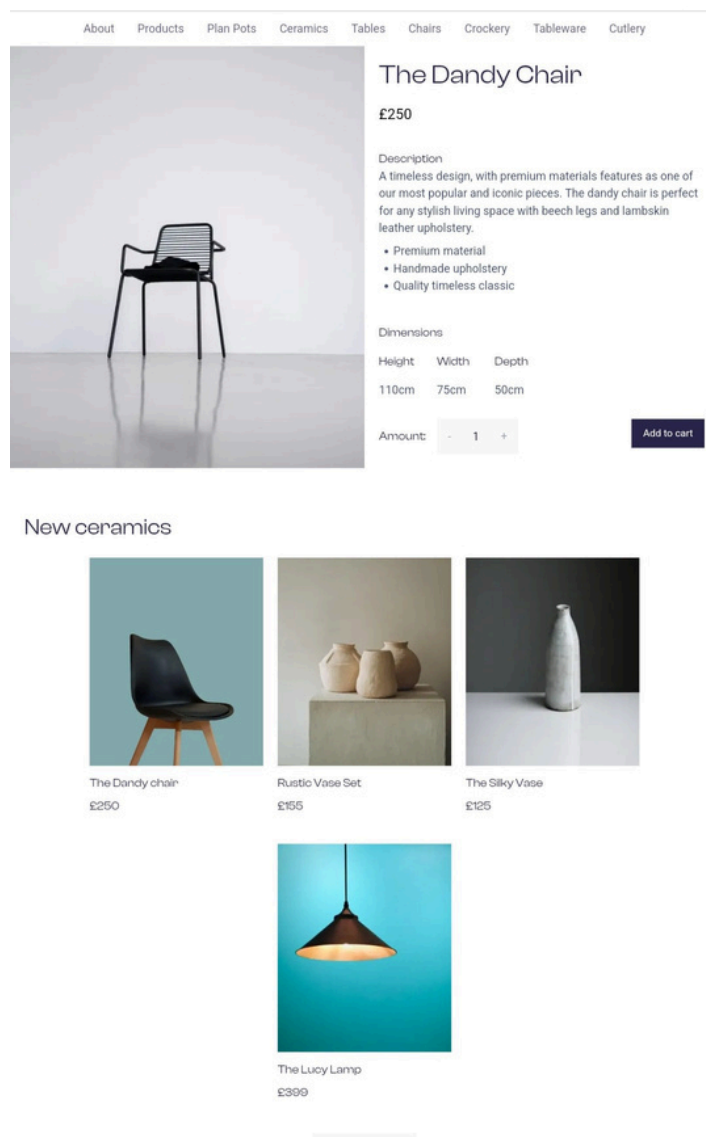 About Products Plan Pots Ceramics Tables Chairs Crockery Tableware Cutlery
The Dandy Chair
£250
Description
A timeless design, with premium materials features as one of
our most popular and iconic pieces. The dandy chair is perfect
for any stylish living space with beech legs and lambskin
leather upholstery.
• Premium material
• Handmade upholstery
• Quality timeless classic
Dimensions
Height Width Depth
110cm 75cm 50cm
Amount: - 1 + Add to cart
New ceramics
The Dandy chair Rustic Vase Set The Silky Vase
£250 £155 £125
The Lucy Lamp
£399